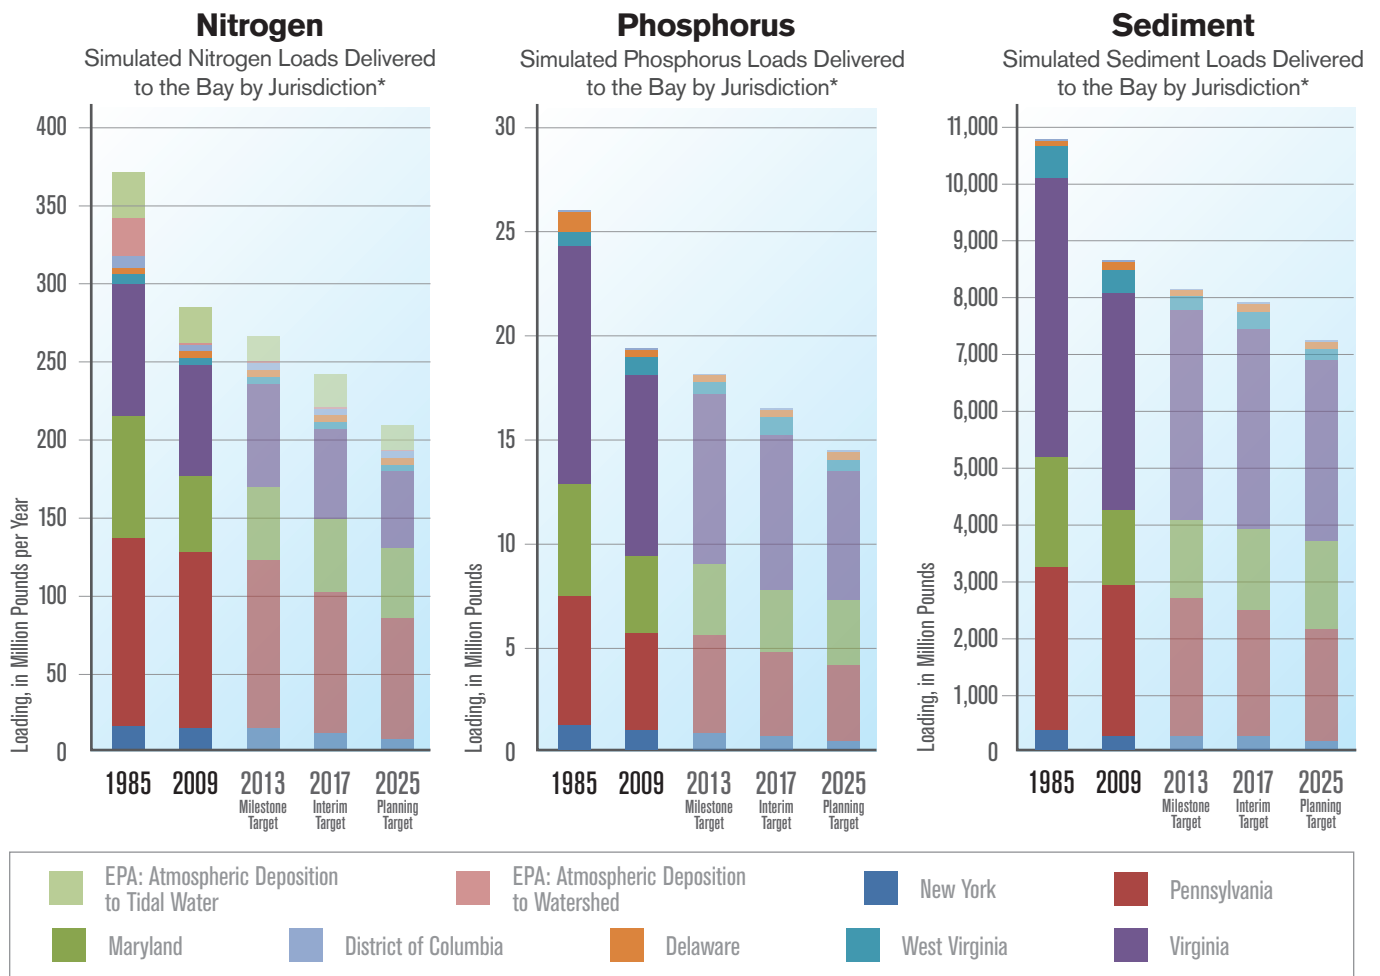 Nitrogen
Simulated Nitrogen Loads Delivered
to the Bay by Jurisdiction*
400
350
300
250
200
150
100
50
0
Loading, in Million Pounds per Year
1985
2009
2013
Milestone
Target
2017
Interim
Target
2025
Planning
Target
Phosphorus
Simulated Phosphorus Loads Delivered
to the Bay by Jurisdiction*
30
25
20
15
10
5
0
Loading, in Million Pounds
1985
2009
2013
Milestone
Target
2017
Interim
Target
2025
Planning
Target
Sediment
Simulated Sediment Loads Delivered
to the Bay by Jurisdiction*
11,000
10,000
9,000
8,000
7,000
6,000
5,000
4,000
3,000
2,000
1,000
0
Loading, in Million Pounds
1985
2009
2013
Milestone
Target
2017
Interim
Target
2025
Planning
Target
EPA: Atmospheric Deposition
to Tidal Water
EPA: Atmospheric Deposition
to Watershed
New York
Pennsylvania
Maryland
District of Columbia
Delaware
West Virginia
Virginia